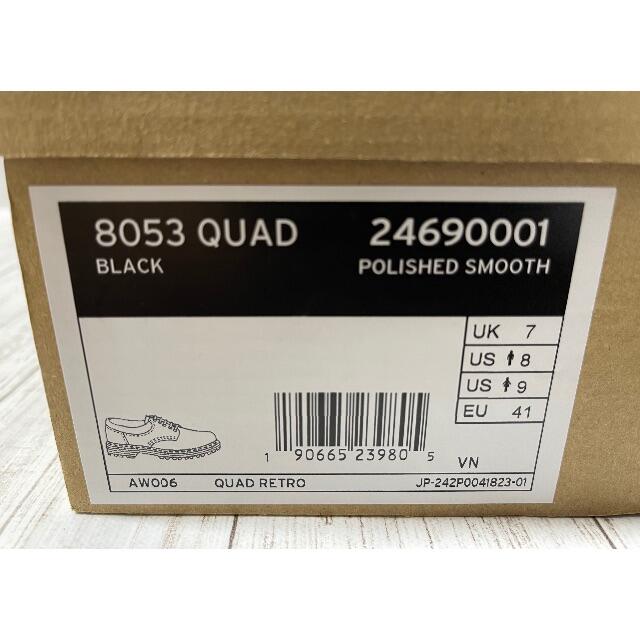 8053 QUAD 24690001
BLACK POLISHED SMOOTH
UK 7
US 8
US 9
EU 41
1 90665 23980 5
VN
AW006 QUAD RETRO JP-242P0041823-01